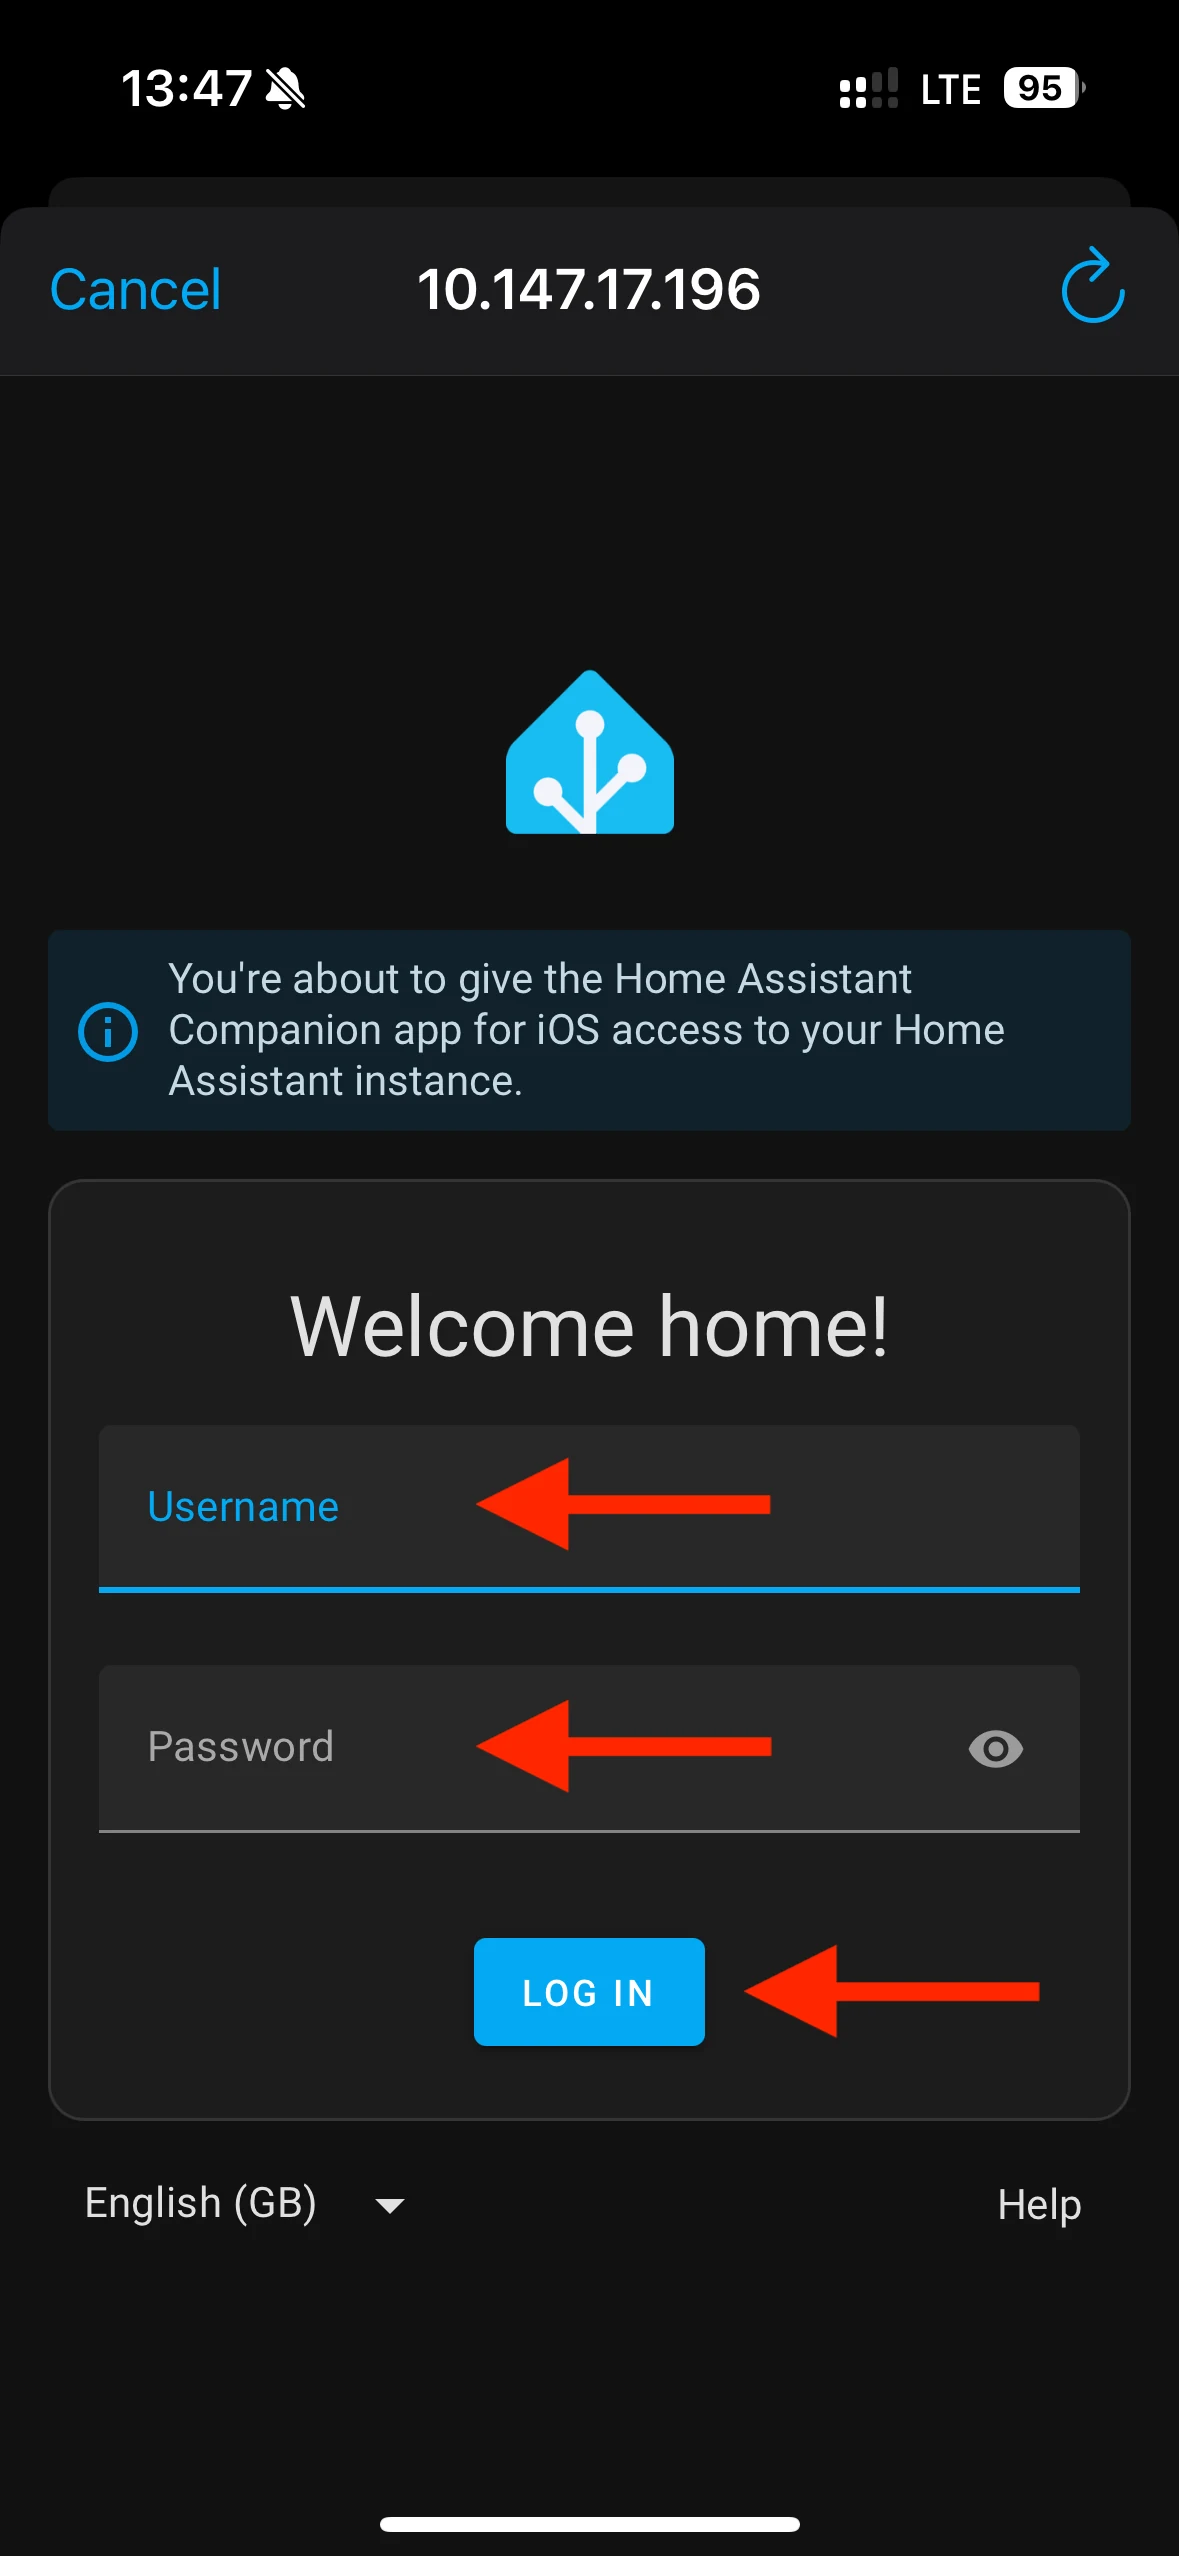 13:47 LTE 95
Cancel 10.147.17.196
You're about to give the Home Assistant
Companion app for iOS access to your Home
Assistant instance.
Welcome home!
Username
Password
LOG IN
English (GB) Help